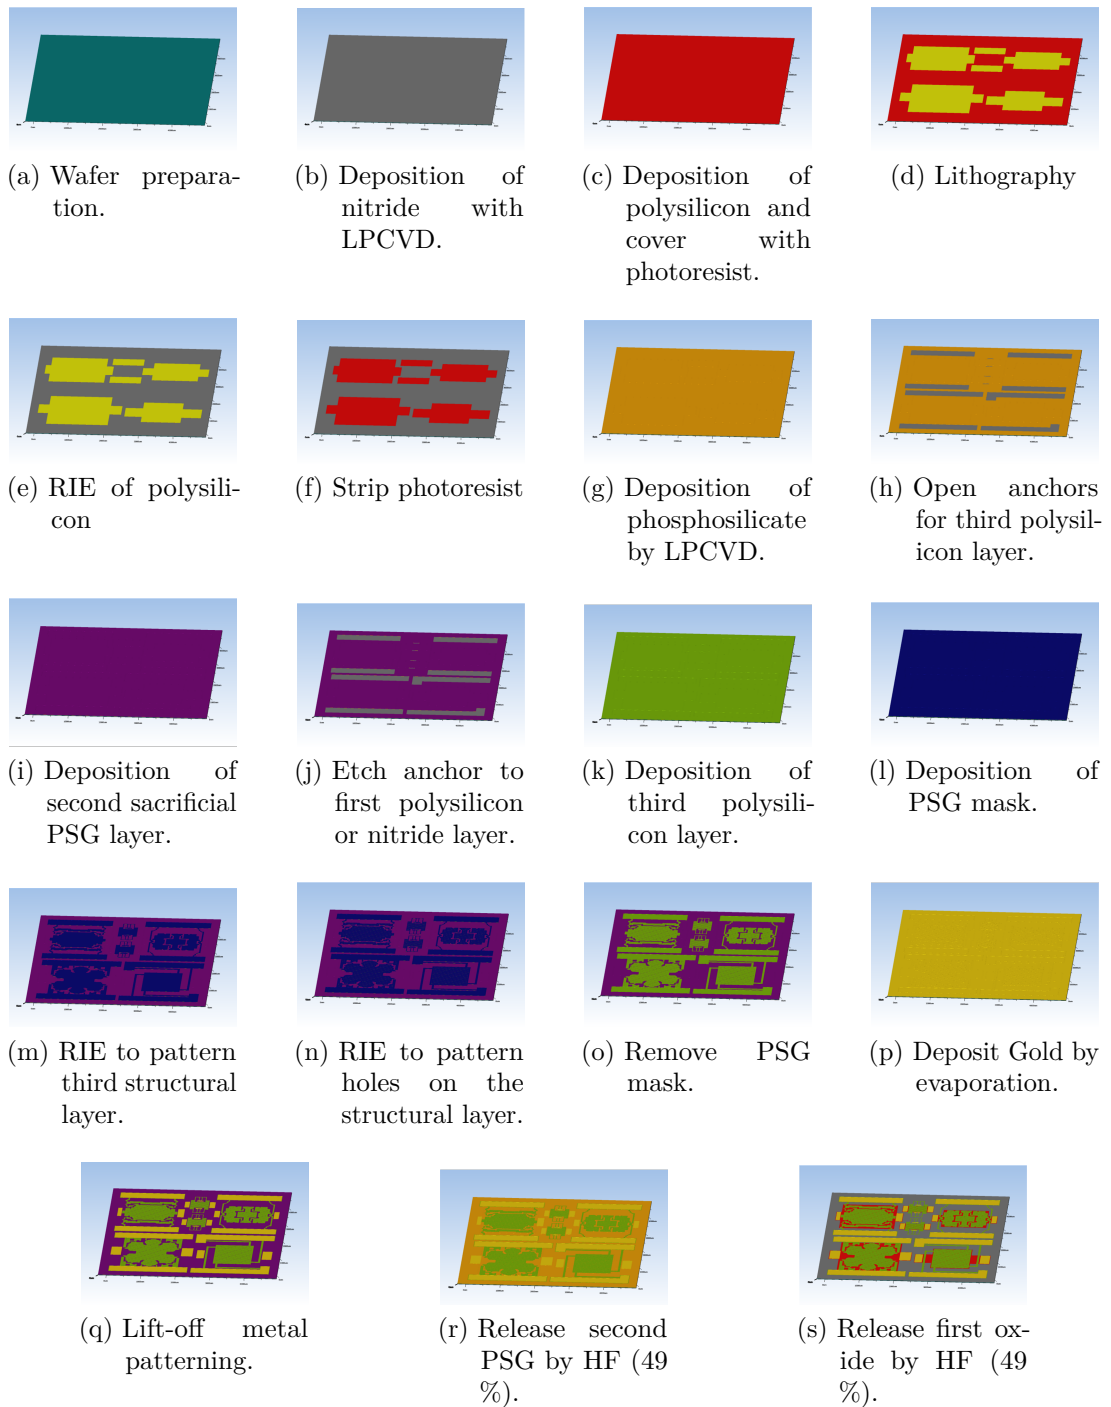 (a) Wafer prepara-
tion.
(b) Deposition of
nitride with
LPCVD.
(c) Deposition of
polysilicon and
cover with
photoresist.
(d) Lithography
(e) RIE of polysili-
con
(f) Strip photoresist
(g) Deposition of
phosphosilicate
by LPCVD.
(h) Open anchors
for third polysil-
icon layer.
(i) Deposition of
second sacrificial
PSG layer.
(j) Etch anchor to
first polysilicon
or nitride layer.
(k) Deposition of
third polysili-
con layer.
(l) Deposition of
PSG mask.
(m) RIE to pattern
third structural
layer.
(n) RIE to pattern
holes on the
structural layer.
(o) Remove PSG
mask.
(p) Deposit Gold by
evaporation.
(q) Lift-off metal
patterning.
(r) Release second
PSG by HF (49
%).
(s) Release first ox-
ide by HF (49
%).